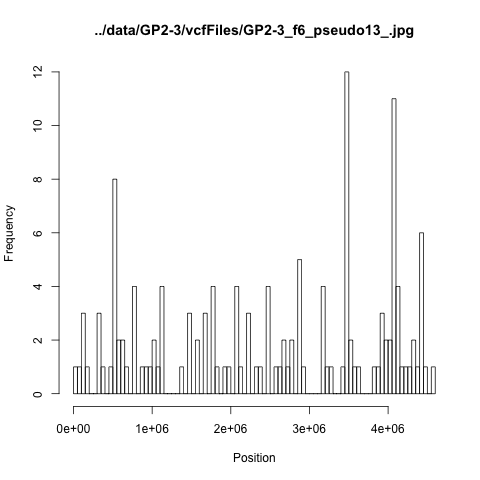 ../data/GP2-3/vcfFiles/GP2-3_f6_pseudo13_.jpg
12
10
8
6
4
2
0
Frequency
0e+00 1e+06 2e+06 3e+06 4e+06
Position